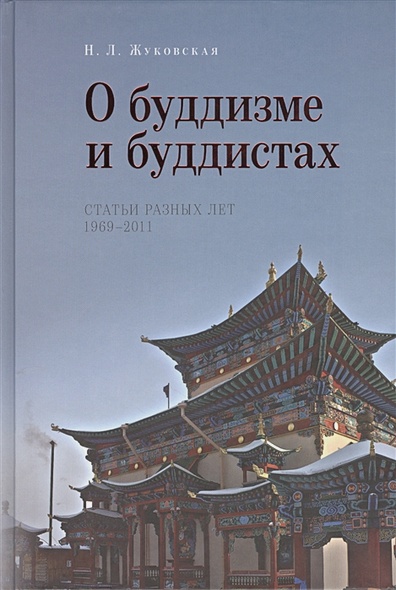 Н. Л. Жуковская
О буддизме
и буддистах
СТАТЬИ РАЗНЫХ ЛЕТ
1969–2011